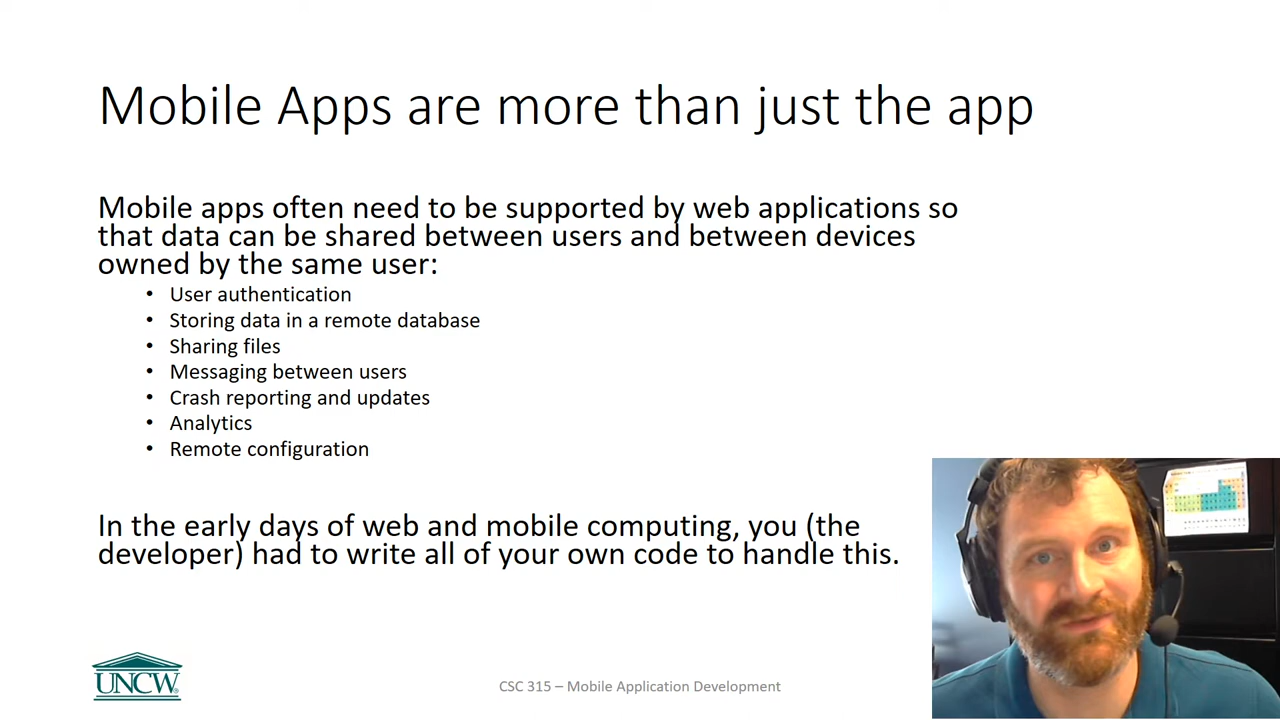 Mobile Apps are more than just the app
Mobile apps often need to be supported by web applications so
that data can be shared between users and between devices
owned by the same user:
• User authentication
• Storing data in a remote database
• Sharing files
• Messaging between users
• Crash reporting and updates
• Analytics
• Remote configuration
In the early days of web and mobile computing, you (the
developer) had to write all of your own code to handle this.
UNCW
CSC 315 – Mobile Application Development